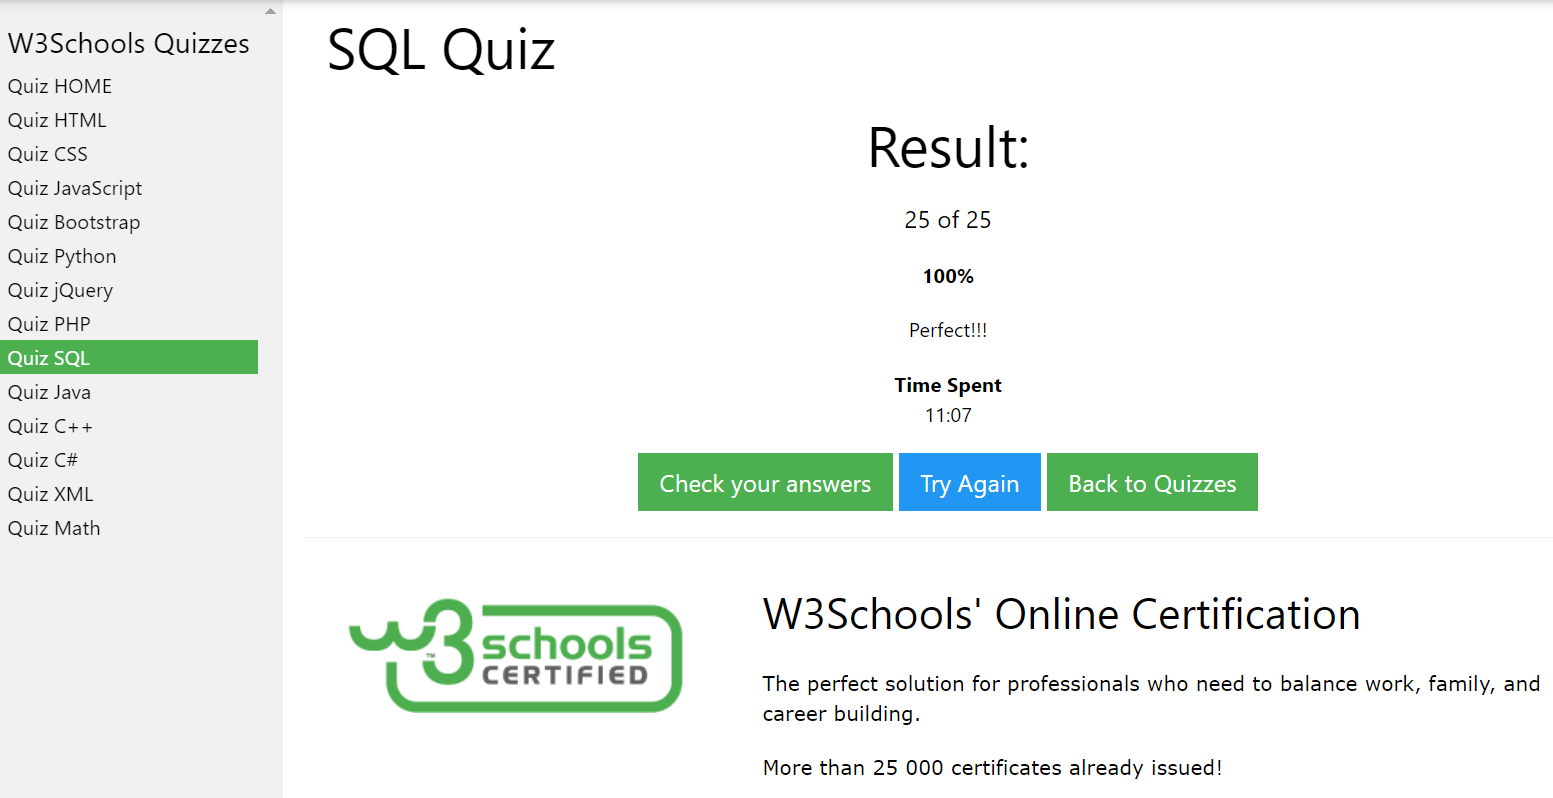 W3Schools Quizzes
Quiz HOME
Quiz HTML
Quiz CSS
Quiz JavaScript
Quiz Bootstrap
Quiz Python
Quiz jQuery
Quiz PHP
Quiz SQL
Quiz Java
Quiz C++
Quiz C#
Quiz XML
Quiz Math
SQL Quiz
Result:
25 of 25
100%
Perfect!!!
Time Spent
11:07
Check your answers
Try Again
Back to Quizzes
w3schools™
CERTIFIED
W3Schools' Online Certification
The perfect solution for professionals who need to balance work, family, and
career building.
More than 25 000 certificates already issued!